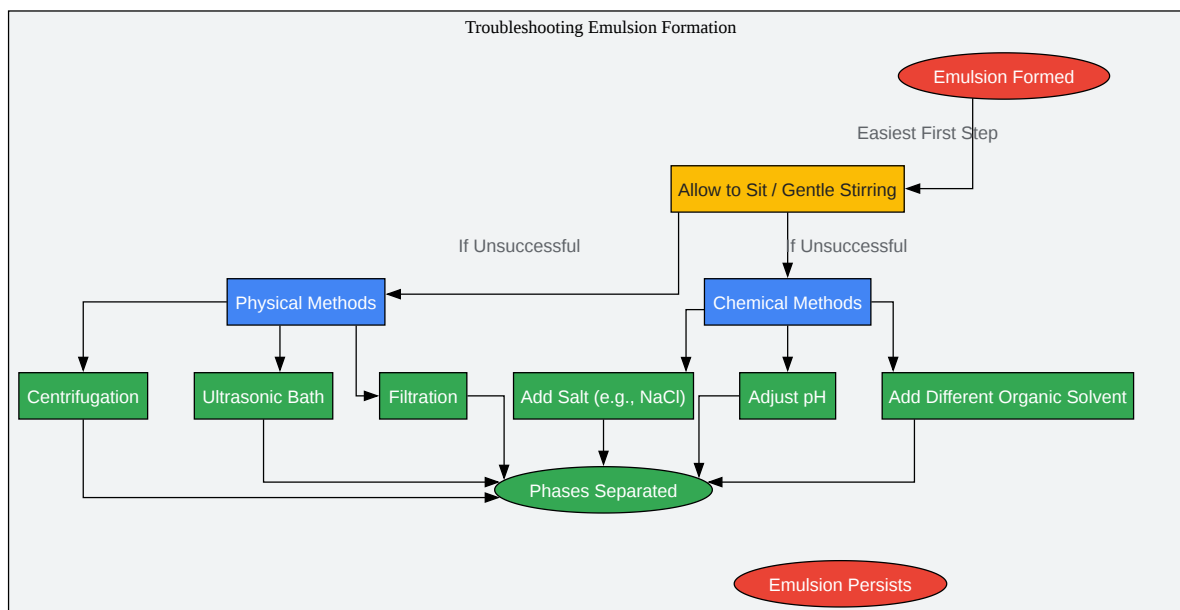 Troubleshooting Emulsion Formation
Emulsion Formed
Easiest First Step
Allow to Sit / Gentle Stirring
If Unsuccessful
If Unsuccessful
Physical Methods
Chemical Methods
Centrifugation
Ultrasonic Bath
Filtration
Add Salt (e.g., NaCl)
Adjust pH
Add Different Organic Solvent
Phases Separated
Emulsion Persists